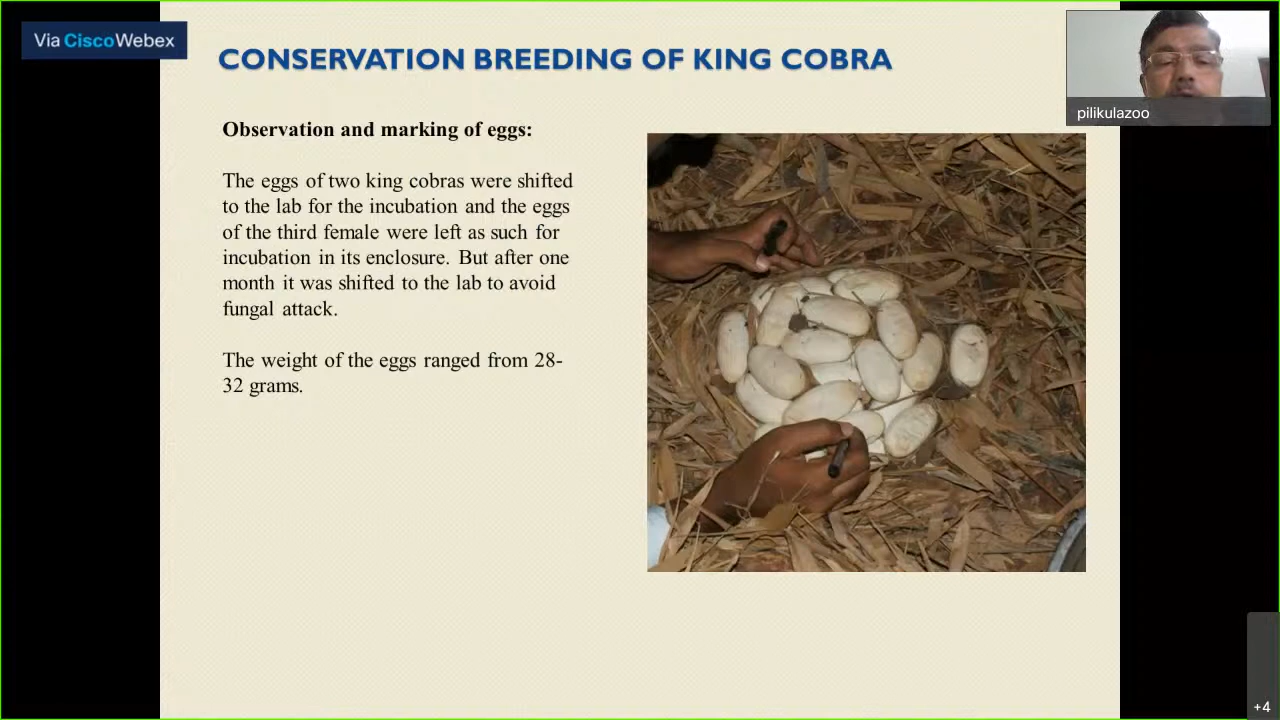 Via CiscoWebex
CONSERVATION BREEDING OF KING COBRA
pilikulazoo
Observation and marking of eggs:
The eggs of two king cobras were shifted
to the lab for the incubation and the eggs
of the third female were left as such for
incubation in its enclosure. But after one
month it was shifted to the lab to avoid
fungal attack.
The weight of the eggs ranged from 28-
32 grams.
+4